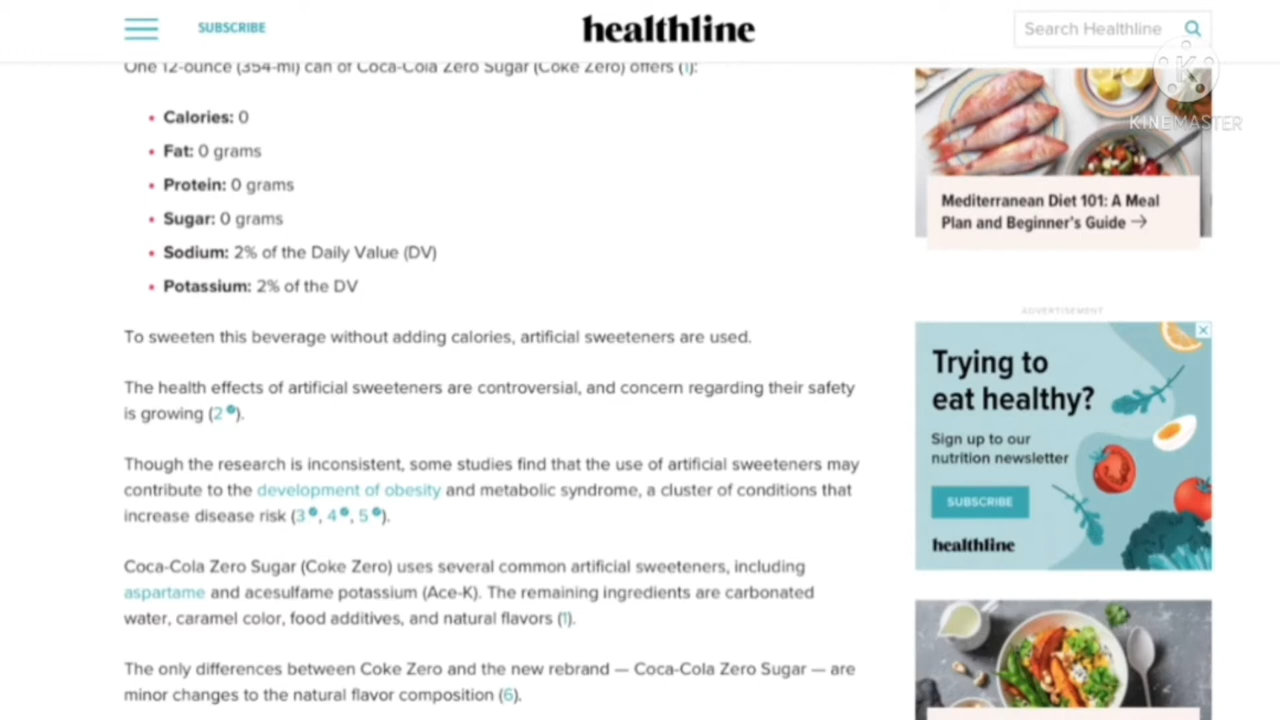 SUBSCRIBE
healthline
Search Healthline
One 12-ounce (354-ml) can of Coca-Cola Zero Sugar (Coke Zero) offers (1):
• Calories: 0
• Fat: 0 grams
• Protein: 0 grams
• Sugar: 0 grams
• Sodium: 2% of the Daily Value (DV)
• Potassium: 2% of the DV
To sweeten this beverage without adding calories, artificial sweeteners are used.
The health effects of artificial sweeteners are controversial, and concern regarding their safety
is growing (2).
Though the research is inconsistent, some studies find that the use of artificial sweeteners may
contribute to the development of obesity and metabolic syndrome, a cluster of conditions that
increase disease risk (3, 4, 5).
Coca-Cola Zero Sugar (Coke Zero) uses several common artificial sweeteners, including
aspartame and acesulfame potassium (Ace-K). The remaining ingredients are carbonated
water, caramel color, food additives, and natural flavors (1).
The only differences between Coke Zero and the new rebrand — Coca-Cola Zero Sugar — are
minor changes to the natural flavor composition (6).
K
KINEMASTER
Mediterranean Diet 101: A Meal
Plan and Beginner's Guide →
ADVERTISEMENT
Trying to
eat healthy?
Sign up to our
nutrition newsletter
SUBSCRIBE
healthline